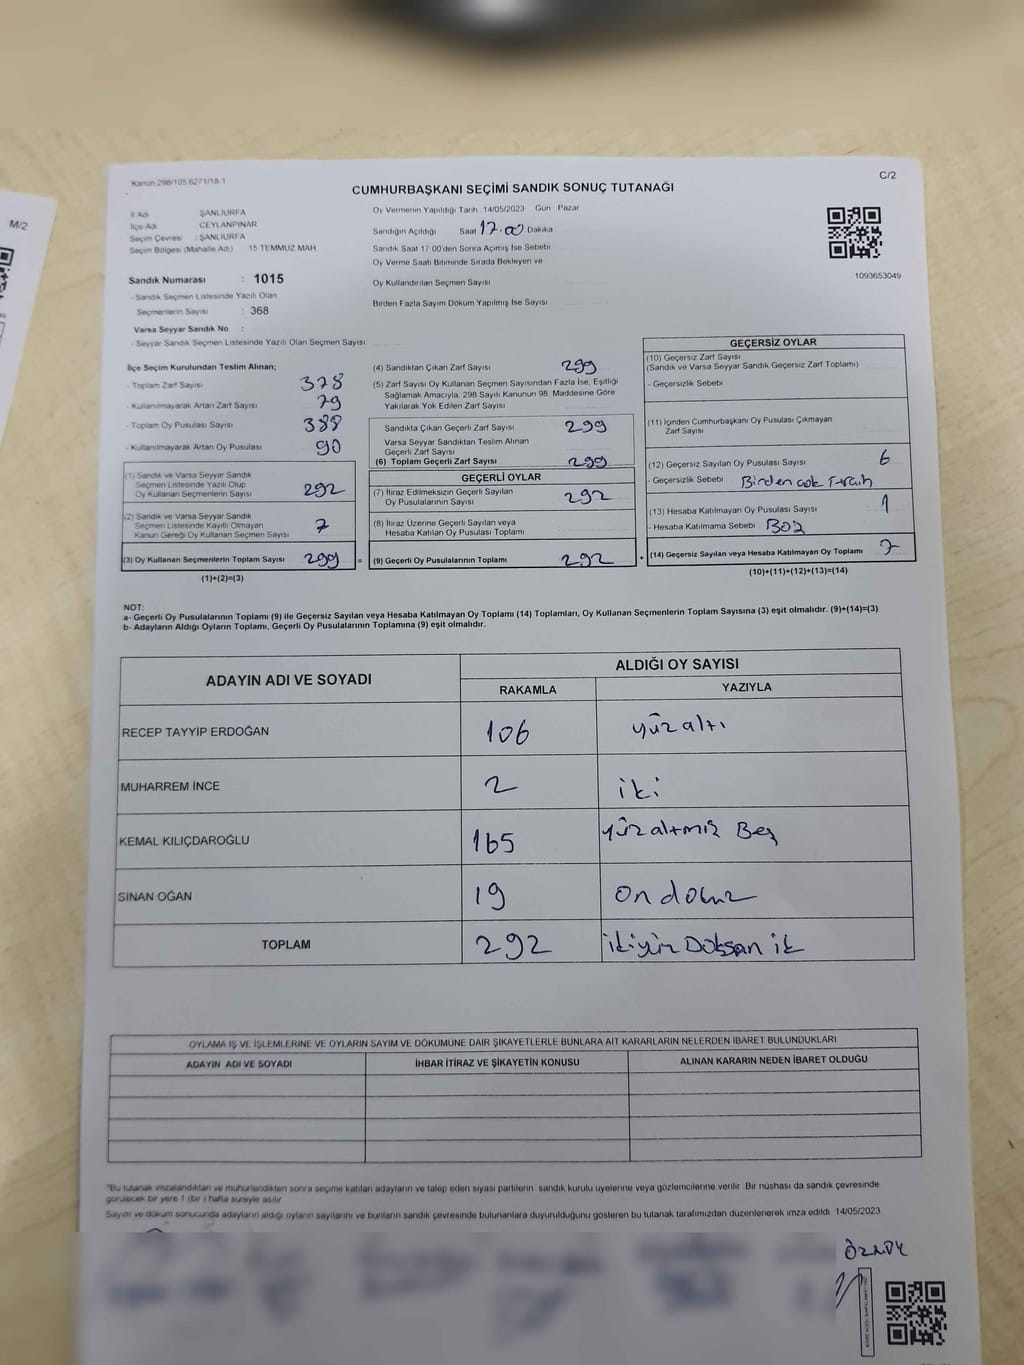 M/2
Kanun 298/105 6271/18-1
C/2
CUMHURBAŞKANI SEÇİMİ SANDIK SONUÇ TUTANAĞI
İl Adı ŞANLIURFA
İlçe Adı CEYLANPINAR
Seçim Çevresi : ŞANLIURFA
Seçim Bölgesi (Mahalle Adı) 15 TEMMUZ MAH.
Sandık Numarası : 1015
- Sandık Seçmen Listesinde Yazılı Olan
Seçmenlerin Sayısı : 368
Varsa Seyyar Sandık No :
- Seyyar Sandık Seçmen Listesinde Yazılı Olan Seçmen Sayısı
Oy Vermenin Yapıldığı Tarih 14/05/2023 Gün Pazar
Sandığın Açıldığı Saat 17.00 Dakika
Sandık Saat 17 00'den Sonra Açımış İse Sebebi
Oy Verme Saati Bitiminde Sırada Bekleyen ve
Oy Kullandırılan Seçmen Sayısı
Birden Fazla Sayım Döküm Yapılmış İse Sayısı
1093653049
İlçe Seçim Kurulundan Teslim Alınan;
- Toplam Zarf Sayısı 378
- Kullanılmayarak Artan Zarf Sayısı 79
- Toplam Oy Pusulası Sayısı 388
- Kullanılmayarak Artan Oy Pusulası 90
(1) Sandık ve Varsa Seyyar Sandık
Seçmen Listesinde Yazılı Olup
Oy Kullanan Seçmenlerin Sayısı 292
(2) Sandık ve Varsa Seyyar Sandık
Seçmen Listesinde Kayıtlı Olmayan
Kanun Gereği Oy Kullanan Seçmen Sayısı 7
(3) Oy Kullanan Seçmenlerin Toplam Sayısı 299 =
(1)+(2)=(3)
(4) Sandıktan Çıkan Zarf Sayısı 299
(5) Zarf Sayısı Oy Kullanan Seçmen Sayısından Fazla İse, Eşitliği
Sağlamak Amacıyla, 298 Sayılı Kanunun 98. Maddesine Göre
Yakılarak Yok Edilen Zarf Sayısı
Sandıkta Çıkan Geçerli Zarf Sayısı 299
Varsa Seyyar Sandıktan Teslim Alınan
Geçerli Zarf Sayısı
(6) Toplam Geçerli Zarf Sayısı 299
GEÇERLİ OYLAR
(7) İtiraz Edilmeksizin Geçerli Sayılan
Oy Pusulalarının Sayısı 292
(8) İtiraz Üzerine Geçerli Sayılan veya
Hesaba Katılan Oy Pusulası Toplamı
(9) Geçerli Oy Pusulalarının Toplamı 292 +
GEÇERSİZ OYLAR
(10) Geçersiz Zarf Sayısı
(Sandık ve Varsa Seyyar Sandık Geçersiz Zarf Toplamı)
- Geçersizlik Sebebi
(11) İçinden Cumhurbaşkanı Oy Pusulası Çıkmayan
Zarf Sayısı
(12) Geçersiz Sayılan Oy Pusulası Sayısı 6
- Geçersizlik Sebebi Birden çok
(13) Hesaba Katılmayan Oy Pusulası Sayısı 1
- Hesaba Katılmama Sebebi Boş
(14) Geçersiz Sayılan veya Hesaba Katılmayan Oy Toplamı 7
(10)+(11)+(12)+(13)=(14)
NOT:
a- Geçerli Oy Pusulalarının Toplamı (9) ile Geçersiz Sayılan veya Hesaba Katılmayan Oy Toplamı (14) Toplamları, Oy Kullanan Seçmenlerin Toplam Sayısına (3) eşit olmalıdır. (9)+(14)=(3)
b- Adayların Aldığı Oyların Toplamı, Geçerli Oy Pusulalarının Toplamına (9) eşit olmalıdır.
ADAYIN ADI VE SOYADI ALDIĞI OY SAYISI
RAKAMLA YAZIYLA
RECEP TAYYİP ERDOĞAN 106 yüzaltı
MUHARREM İNCE 2 iki
KEMAL KILIÇDAROĞLU 165 yüzaltmış Beş
SİNAN OĞAN 19 on dokuz
TOPLAM 292 ikiyüz Doksan iki
OYLAMA İŞ VE İŞLEMLERİNE VE OYLARIN SAYIM VE DÖKÜMÜNE DAİR ŞİKAYETLERLE BUNLARA AİT KARARLARIN NELERDEN İBARET BULUNDUKLARI
ADAYIN ADI VE SOYADI İHBAR İTİRAZ VE ŞİKAYETİN KONUSU ALINAN KARARIN NEDEN İBARET OLDUĞU
*Bu tutanak imzalandıktan ve mühürlendikten sonra seçime katılan adayların ve talep eden siyasi partilerin sandık kurulu üyelerine veya gözlemcilerine verilir. Bir nüshası da sandık çevresinde
görülecek bir yere 1 (bir ) hafta süreyle asılır
Sayım ve döküm sonucunda adayların aldığı oyların sayılarını ve bunların sandık çevresinde bulunanlara duyurulduğunu gösteren bu tutanak tarafımızdan düzenlenerek imza edildi. 14/05/2023